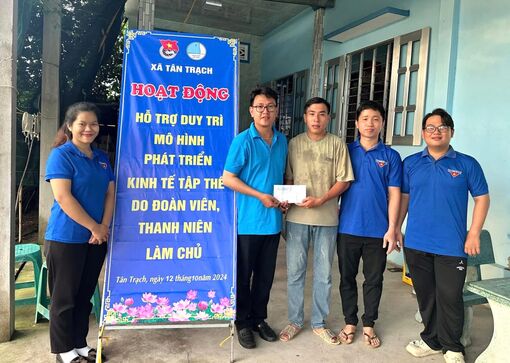 XÃ TÂN TRẠCH
HOẠT ĐỘNG
HỖ TRỢ DUY TRÌ
MÔ HÌNH
PHÁT TRIỂN
KINH TẾ TẬP THỂ
DO ĐOÀN VIÊN,
THANH NIÊN
LÀM CHỦ
Tân Trạch, ngày 12 tháng10 năm 2024